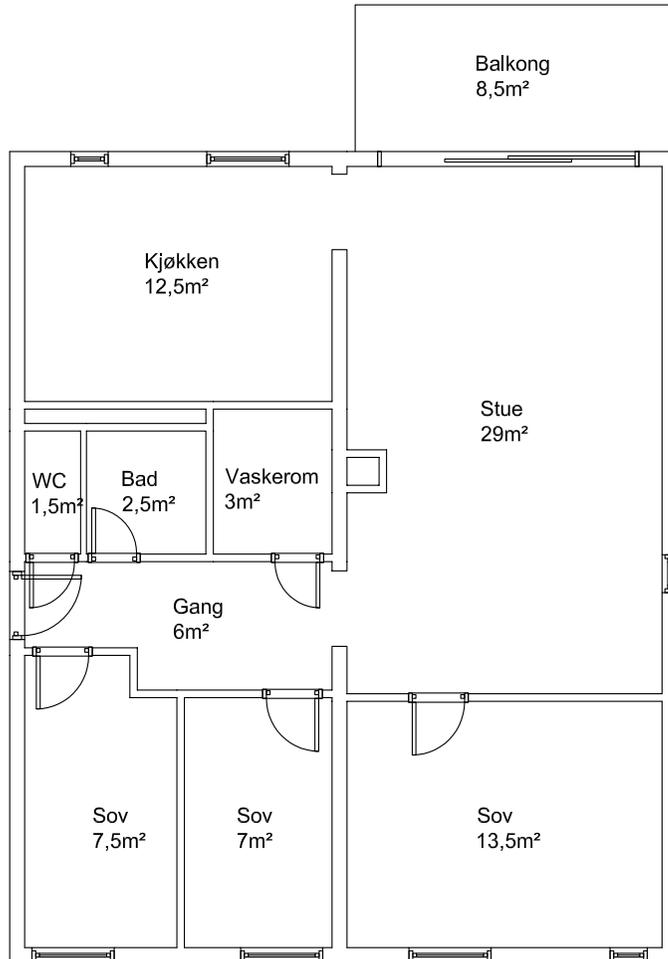 Balkong
8,5m²
Kjøkken
12,5m²
Stue
29m²
WC
1,5m²
Bad
2,5m²
Vaskerom
3m²
Gang
6m²
Sov
7,5m²
Sov
7m²
Sov
13,5m²